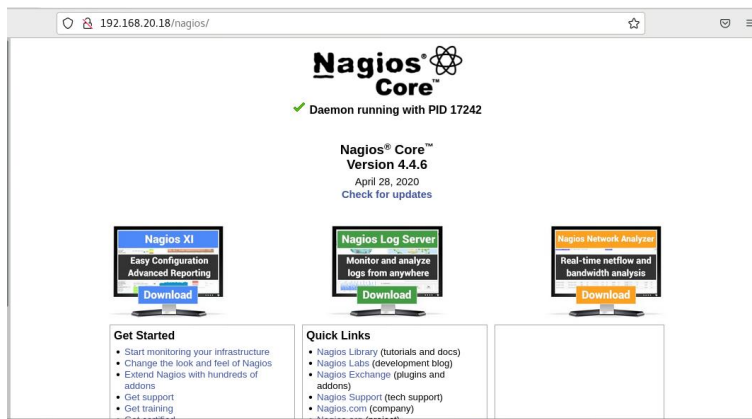 192.168.20.18/nagios/
Nagios®
Core™
Daemon running with PID 17242
Nagios® Core™
Version 4.4.6
April 28, 2020
Check for updates
Nagios XI
Easy Configuration
Advanced Reporting
Download
Nagios Log Server
Monitor and analyze
logs from anywhere
Download
Nagios Network Analyzer
Real-time netflow and
bandwidth analysis
Download
Get Started
Start monitoring your infrastructure
Change the look and feel of Nagios
Extend Nagios with hundreds of
addons
Get support
Get training
Get certified
Quick Links
Nagios Library (tutorials and docs)
Nagios Labs (development blog)
Nagios Exchange (plugins and
addons)
Nagios Support (tech support)
Nagios.com (company)
Nagios.org (project)